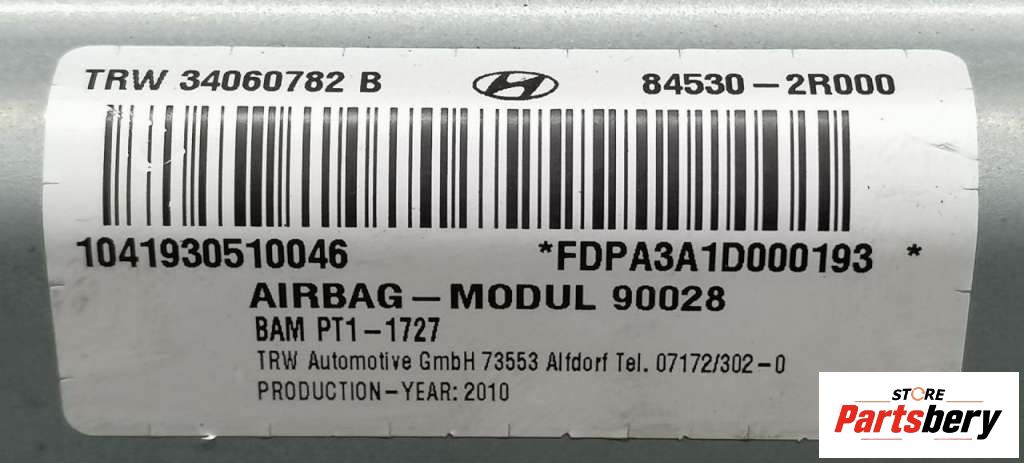 TRW 34060782 B 84530-2R000
1041930510046 *FDPA3A1D000193 *
AIRBAG-MODUL 90028
BAM PT1-1727
TRW Automotive GmbH 73553 Alfdorf Tel. 07172/302-0
PRODUCTION-YEAR: 2010
STORE
Partsbery